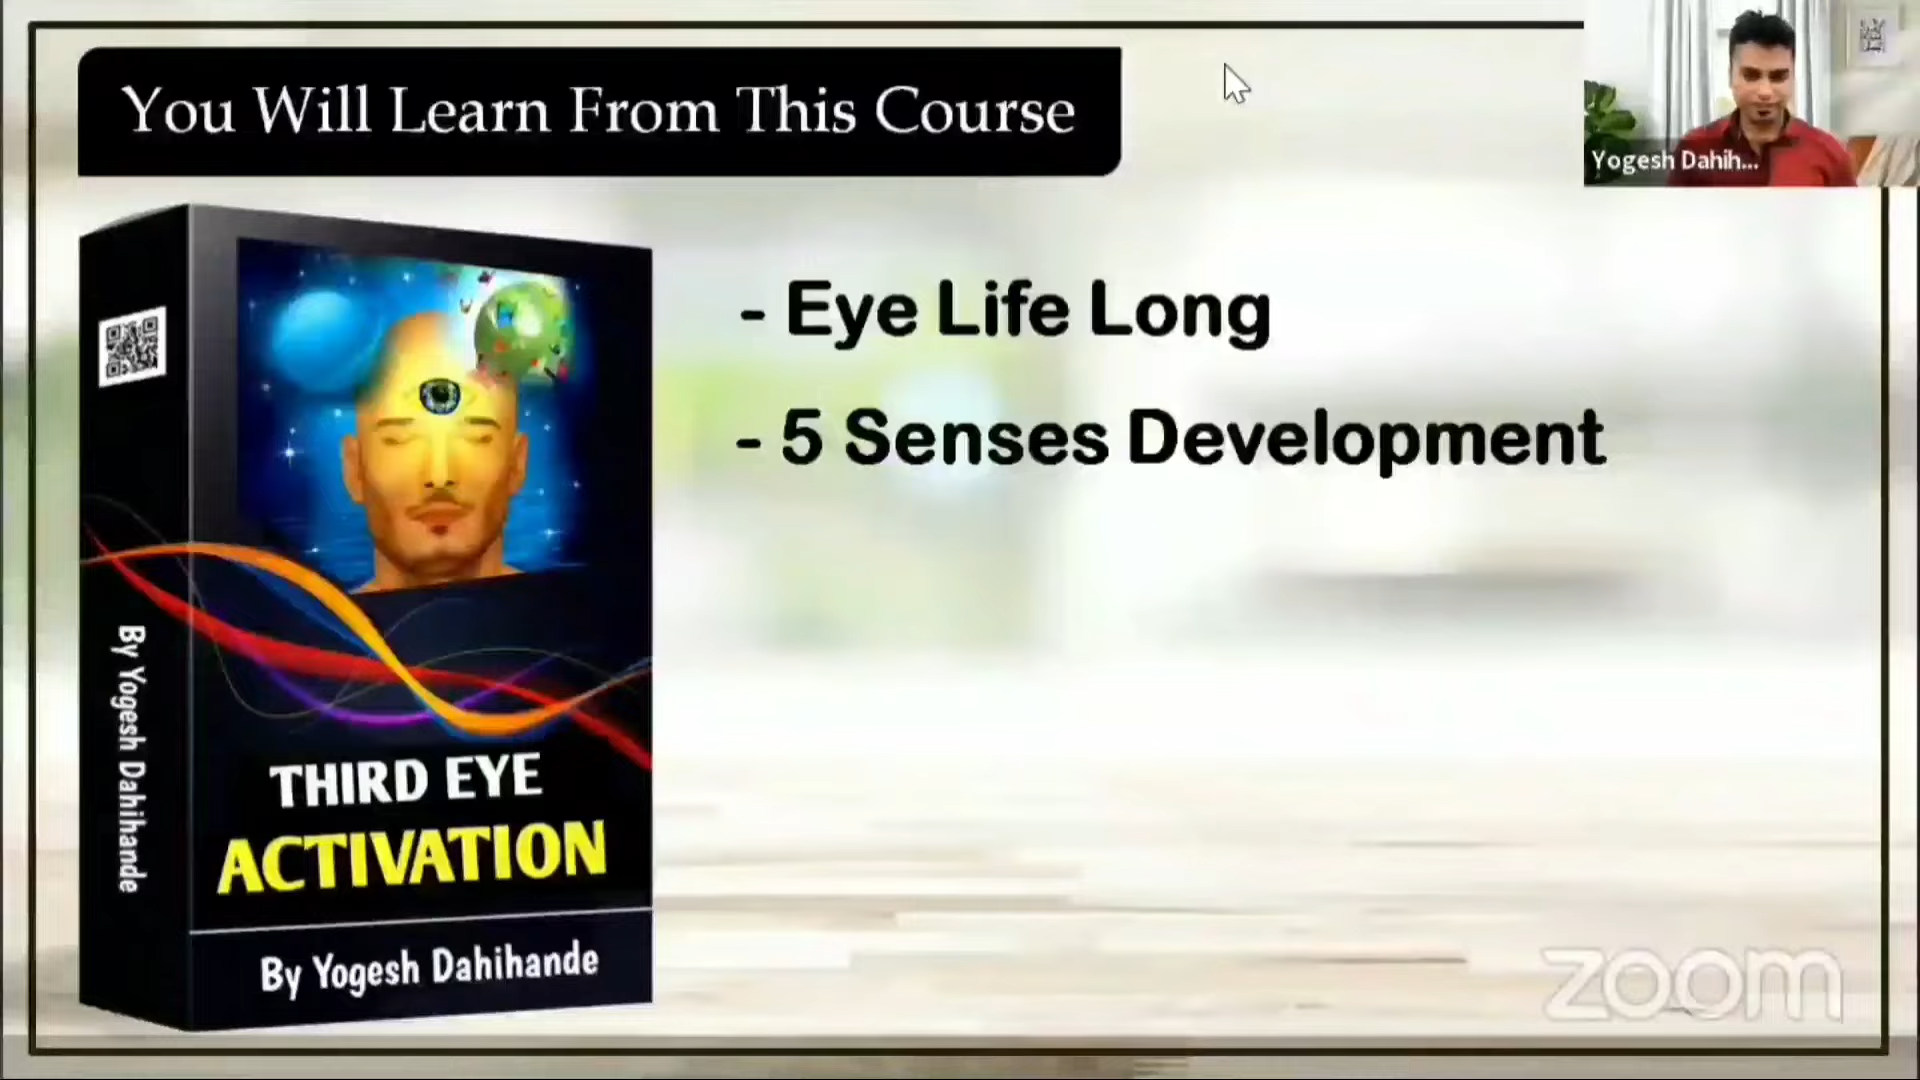 You Will Learn From This Course
Yogesh Dahih...
- Eye Life Long
- 5 Senses Development
By Yogesh Dahihande
THIRD EYE
ACTIVATION
By Yogesh Dahihande
zoom